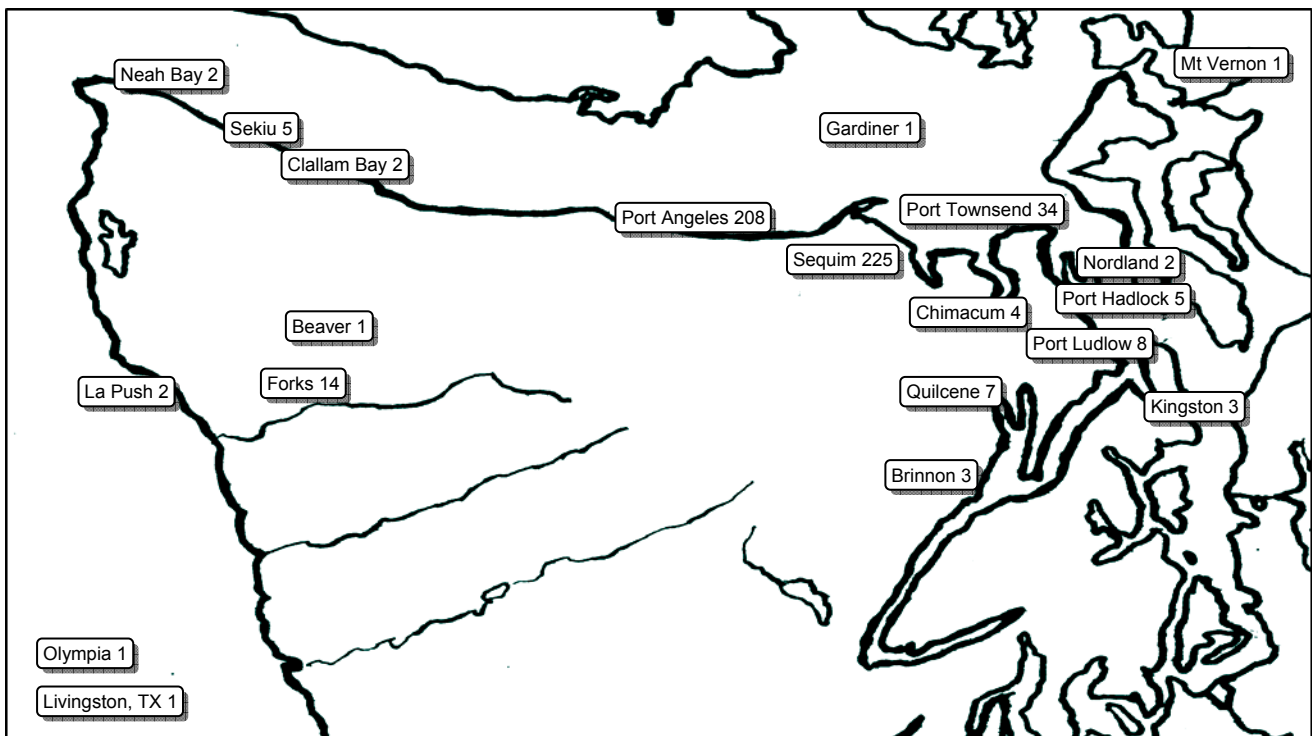 Neah Bay 2
Mt Vernon 1
Sekiu 5
Gardiner 1
Clallam Bay 2
Port Angeles 208
Port Townsend 34
Sequim 225
Nordland 2
Port Hadlock 5
Chimacum 4
Beaver 1
Port Ludlow 8
La Push 2
Forks 14
Quilcene 7
Kingston 3
Brinnon 3
Olympia 1
Livingston, TX 1